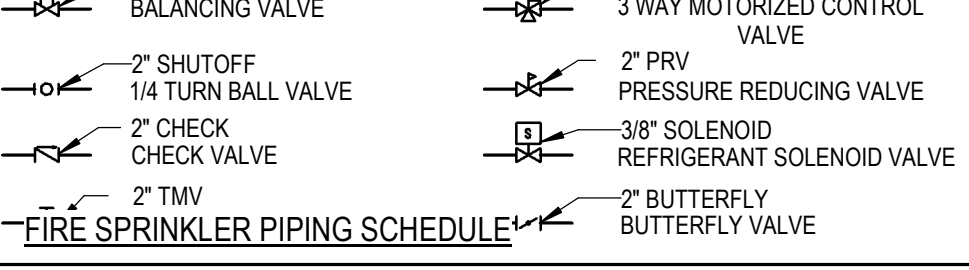 BALANCING VALVE
3 WAY MOTORIZED CONTROL
VALVE
2" SHUTOFF
1/4 TURN BALL VALVE
2" PRV
PRESSURE REDUCING VALVE
2" CHECK
CHECK VALVE
S
3/8" SOLENOID
REFRIGERANT SOLENOID VALVE
2" TMV
2" BUTTERFLY
BUTTERFLY VALVE
FIRE SPRINKLER PIPING SCHEDULE